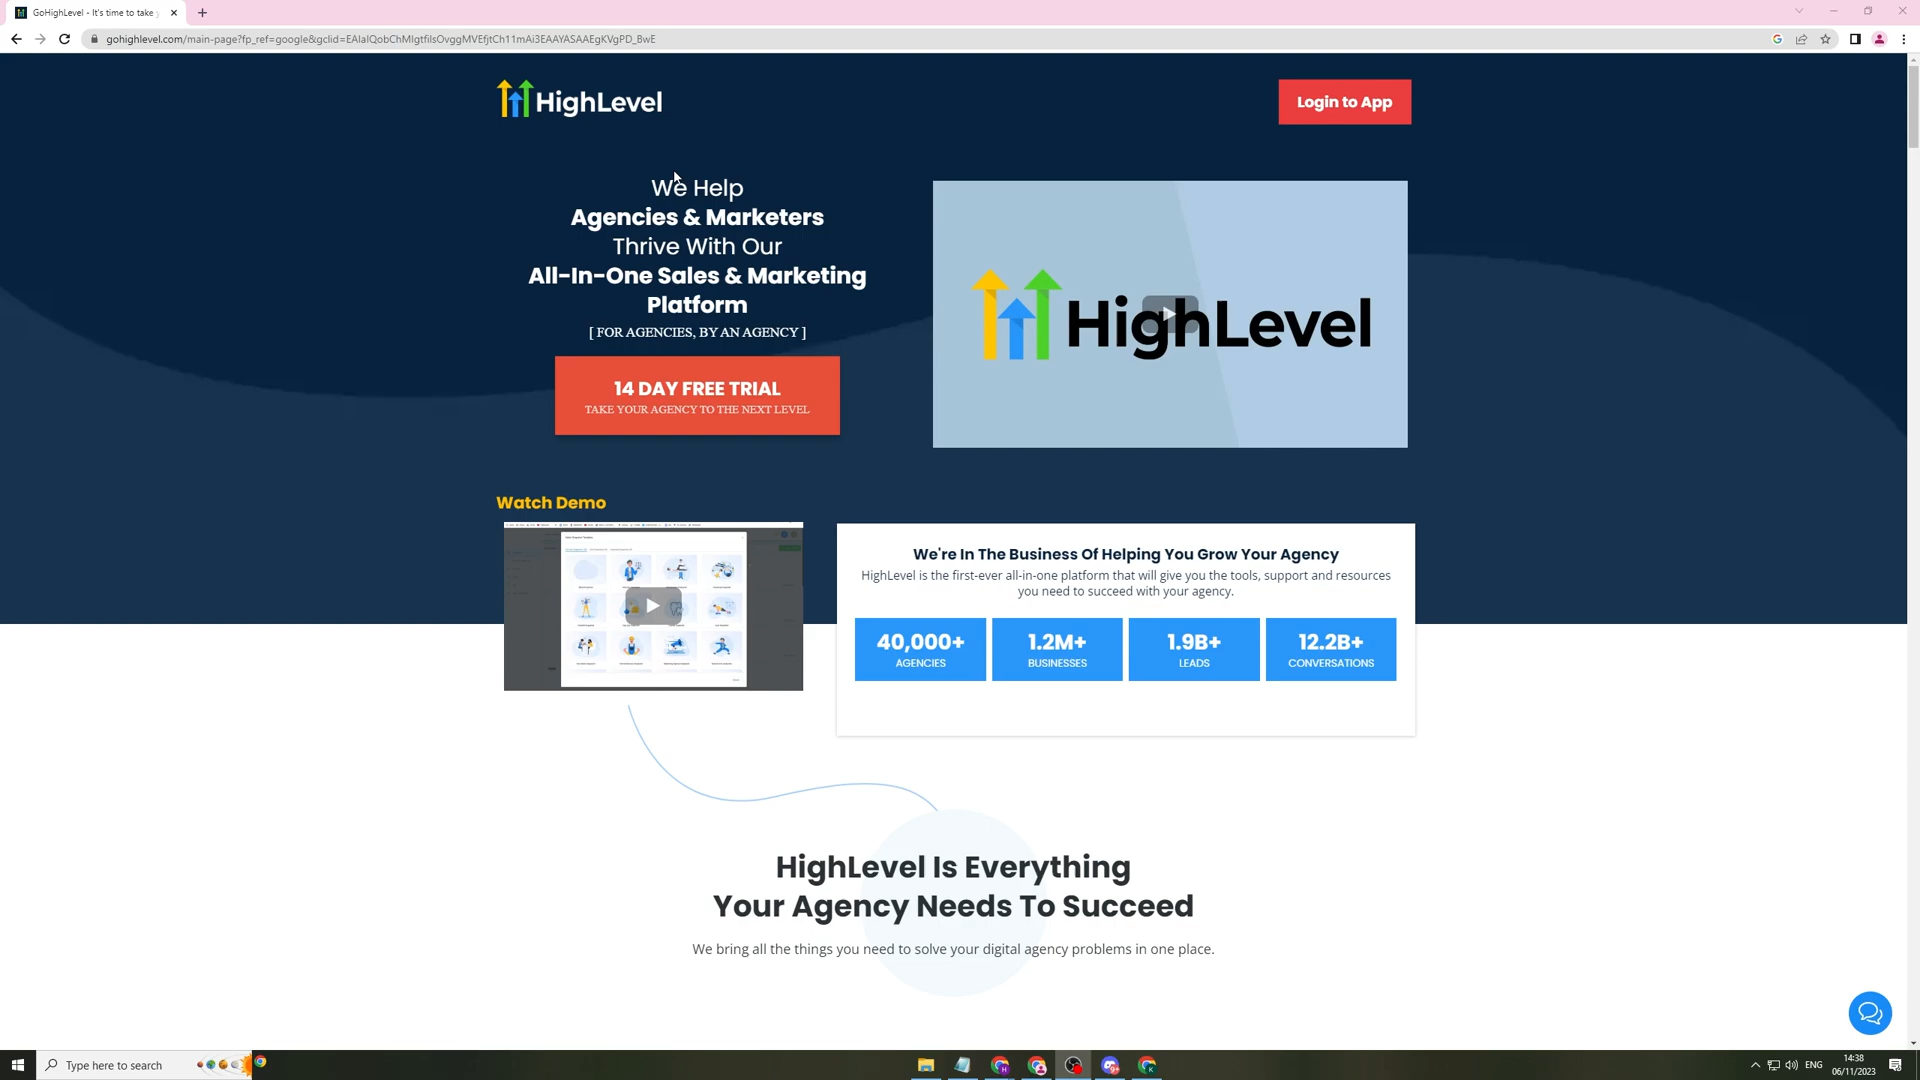 GoHighLevel - It's time to take y
gohighlevel.com/main-page?fp_ref=google&gclid=EAIaIQobChMIgtfilsOvggMVEfjtCh11mAi3EAAYASAAEgKVgPD_BwE
HighLevel
Login to App
We Help
Agencies & Marketers
Thrive With Our
All-In-One Sales & Marketing
Platform
[ FOR AGENCIES, BY AN AGENCY ]
14 DAY FREE TRIAL
TAKE YOUR AGENCY TO THE NEXT LEVEL
HighLevel
Watch Demo
We're In The Business Of Helping You Grow Your Agency
HighLevel is the first-ever all-in-one platform that will give you the tools, support and resources
you need to succeed with your agency.
40,000+
AGENCIES
1.2M+
BUSINESSES
1.9B+
LEADS
12.2B+
CONVERSATIONS
HighLevel Is Everything
Your Agency Needs To Succeed
We bring all the things you need to solve your digital agency problems in one place.
Type here to search
ENG
14:38
06/11/2023